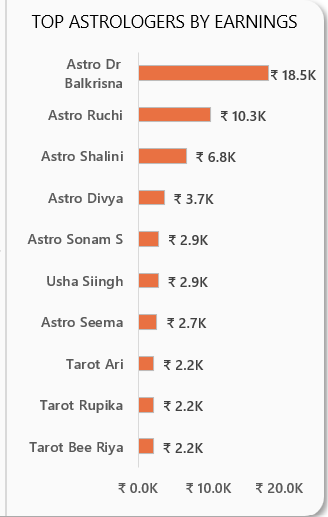 TOP ASTROLOGERS BY EARNINGS
Astro Dr
Balkrisna
₹ 18.5K
Astro Ruchi ₹ 10.3K
Astro Shalini ₹ 6.8K
Astro Divya ₹ 3.7K
Astro Sonam S ₹ 2.9K
Usha Siingh ₹ 2.9K
Astro Seema ₹ 2.7K
Tarot Ari ₹ 2.2K
Tarot Rupika ₹ 2.2K
Tarot Bee Riya ₹ 2.2K
₹ 0.0K ₹ 10.0K ₹ 20.0K